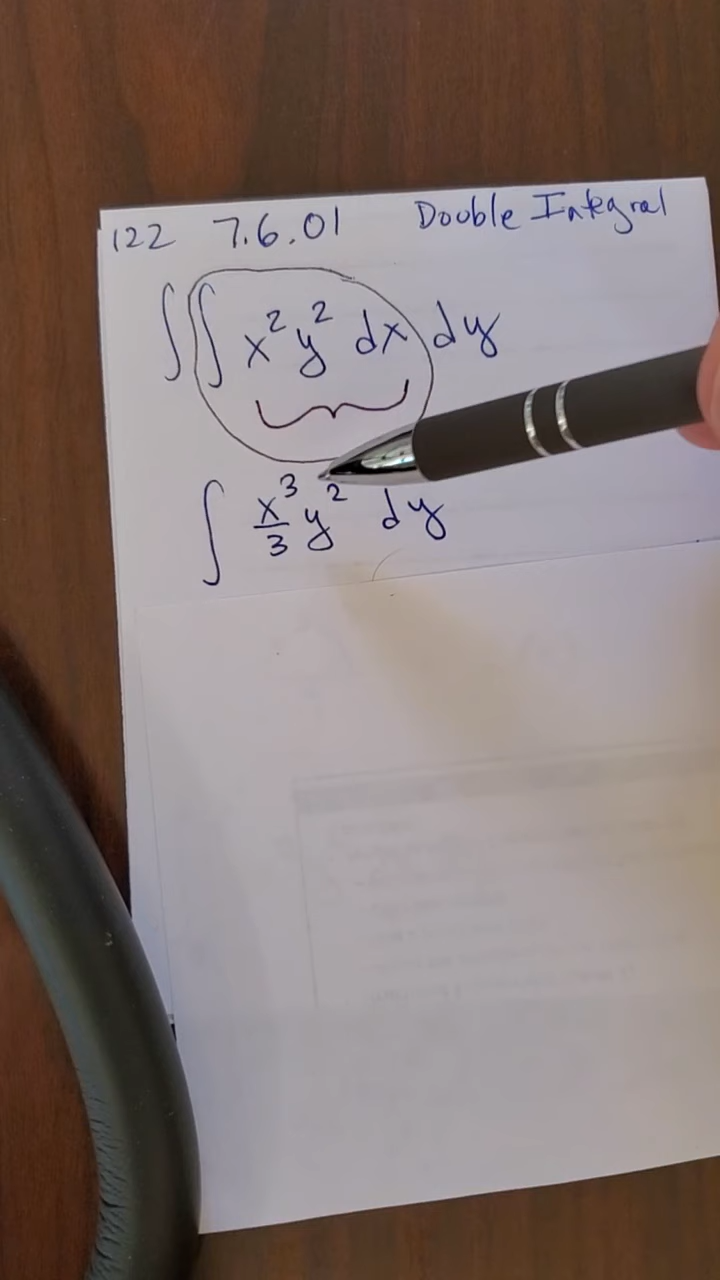 122 7.6.01 Double Integral
∫∫ x²y² dx dy
∫ x³/3 y² dy